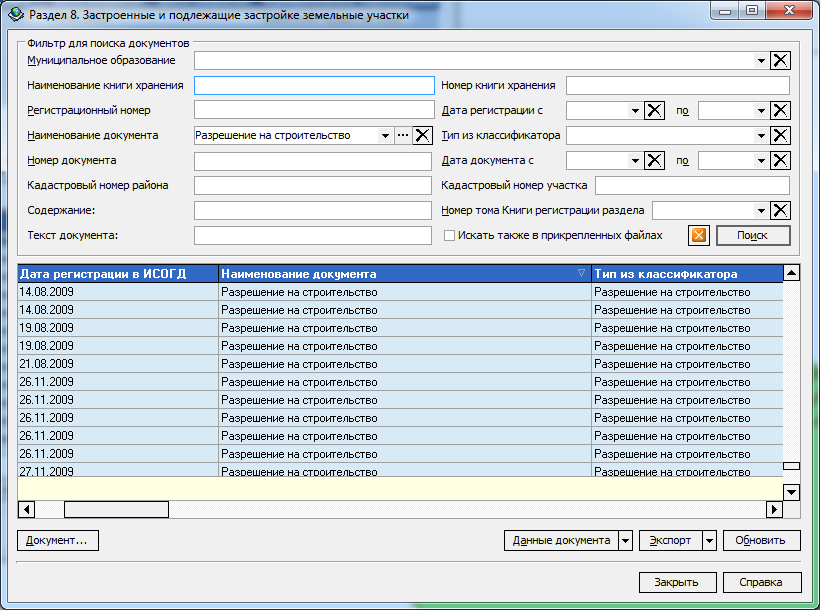 Раздел 8. Застроенные и подлежащие застройке земельные участки
Фильтр для поиска документов
Муниципальное образование
Наименование книги хранения Номер книги хранения
Регистрационный номер Дата регистрации с по
Наименование документа Разрешение на строительство ... Тип из классификатора
Номер документа Дата документа с по
Кадастровый номер района Кадастровый номер участка
Содержание: Номер тома Книги регистрации раздела
Текст документа: Искать также в прикрепленных файлах Поиск
Дата регистрации в ИСОГД Наименование документа Тип из классификатора
14.08.2009 Разрешение на строительство Разрешение на строительство
14.08.2009 Разрешение на строительство Разрешение на строительство
19.08.2009 Разрешение на строительство Разрешение на строительство
19.08.2009 Разрешение на строительство Разрешение на строительство
21.08.2009 Разрешение на строительство Разрешение на строительство
26.11.2009 Разрешение на строительство Разрешение на строительство
26.11.2009 Разрешение на строительство Разрешение на строительство
26.11.2009 Разрешение на строительство Разрешение на строительство
26.11.2009 Разрешение на строительство Разрешение на строительство
26.11.2009 Разрешение на строительство Разрешение на строительство
27.11.2009 Разрешение на строительство Разрешение на строительство
Документ... Данные документа Экспорт Обновить
Закрыть Справка